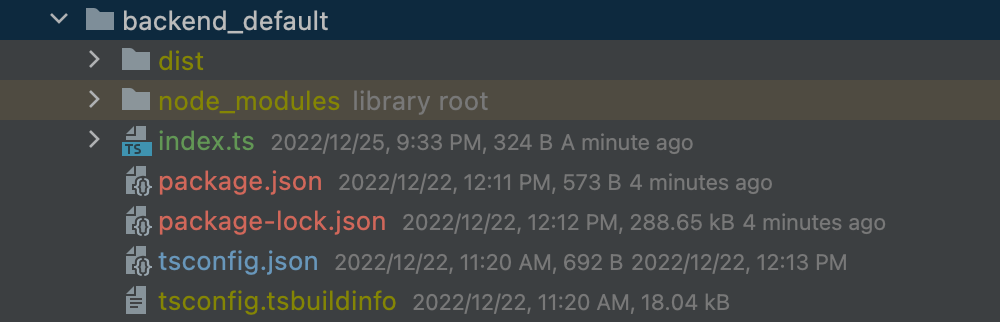 backend_default
dist
node_modules library root
index.ts 2022/12/25, 9:33 PM, 324 B A minute ago
package.json 2022/12/22, 12:11 PM, 573 B 4 minutes ago
package-lock.json 2022/12/22, 12:12 PM, 288.65 kB 4 minutes ago
tsconfig.json 2022/12/22, 11:20 AM, 692 B 2022/12/22, 12:13 PM
tsconfig.tsbuildinfo 2022/12/22, 11:20 AM, 18.04 kB